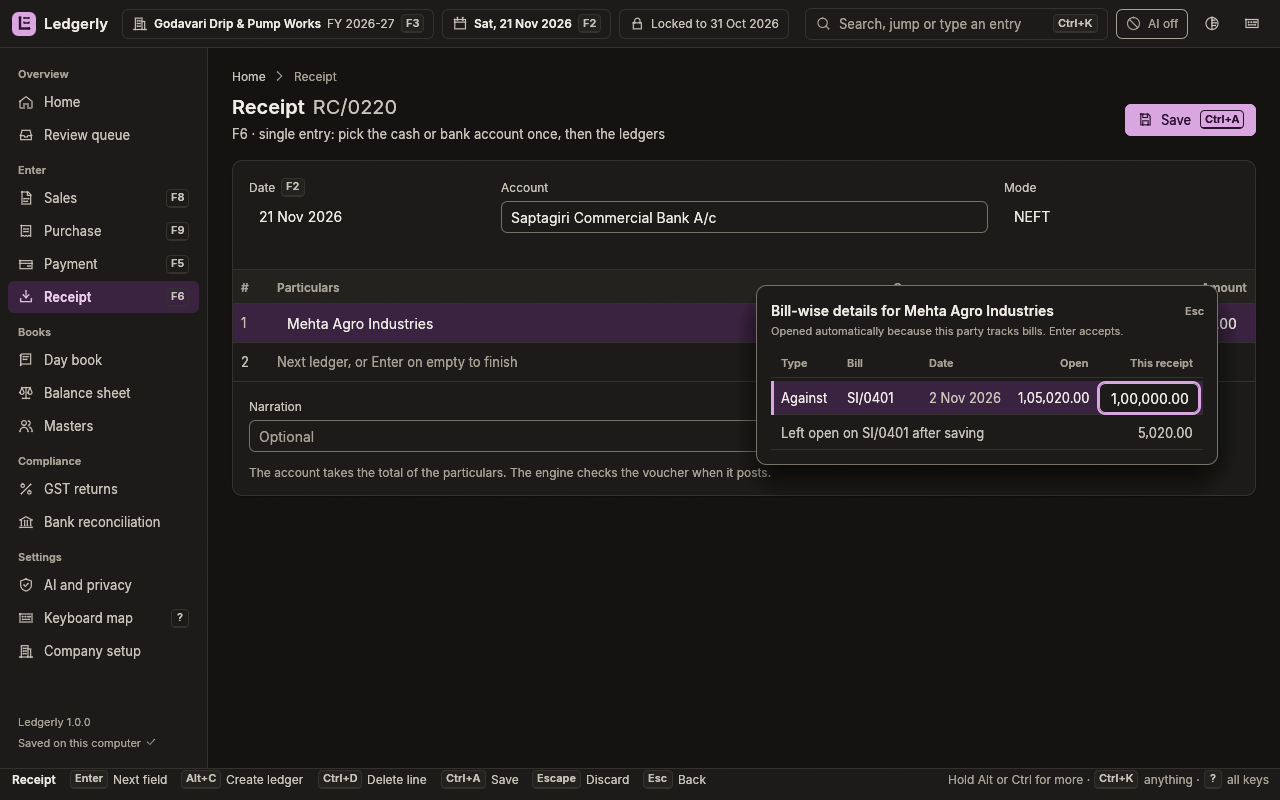 Ledgerly
Godavari Drip & Pump Works FY 2026-27 F3
Sat, 21 Nov 2026 F2
Locked to 31 Oct 2026
Search, jump or type an entry Ctrl+K
AI off
Overview
Home
Review queue
Enter
Sales F8
Purchase F9
Payment F5
Receipt F6
Books
Day book
Balance sheet
Masters
Compliance
GST returns
Bank reconciliation
Settings
AI and privacy
Keyboard map ?
Company setup
Ledgerly 1.0.0
Saved on this computer
Home Receipt
Receipt RC/0220
F6 · single entry: pick the cash or bank account once, then the ledgers
Save Ctrl+A
Date F2 Account Mode
21 Nov 2026 Saptagiri Commercial Bank A/c NEFT
# Particulars
1 Mehta Agro Industries
2 Next ledger, or Enter on empty to finish
Narration
Optional
The account takes the total of the particulars. The engine checks the voucher when it posts.
Bill-wise details for Mehta Agro Industries Esc
Opened automatically because this party tracks bills. Enter accepts.
Type Bill Date Open This receipt
Against SI/0401 2 Nov 2026 1,05,020.00 1,00,000.00
Left open on SI/0401 after saving 5,020.00
Receipt Enter Next field Alt+C Create ledger Ctrl+D Delete line Ctrl+A Save Escape Discard Esc Back
Hold Alt or Ctrl for more · Ctrl+K anything · ? all keys